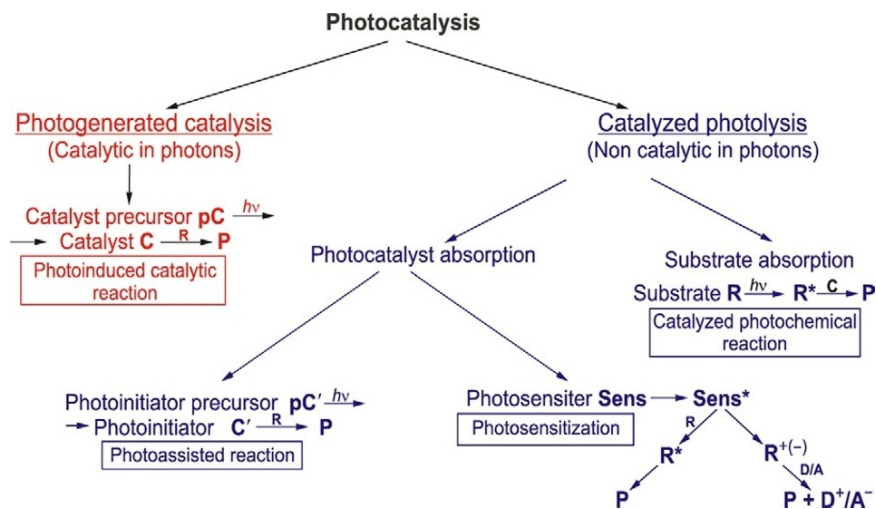 Photocatalysis
Photogenerated catalysis
(Catalytic in photons)
Catalyst precursor pC hν
Catalyst C R P
Photoinduced catalytic
reaction
Catalyzed photolysis
(Non catalytic in photons)
Photocatalyst absorption
Substrate absorption
Substrate R hν R* C P
Catalyzed photochemical
reaction
Photoinitiator precursor pC′ hν
Photoinitiator C′ R P
Photoassisted reaction
Photosensiter Sens Sens*
Photosensitization
R
R*
P
R+(−)
D/A
P + D+/A−